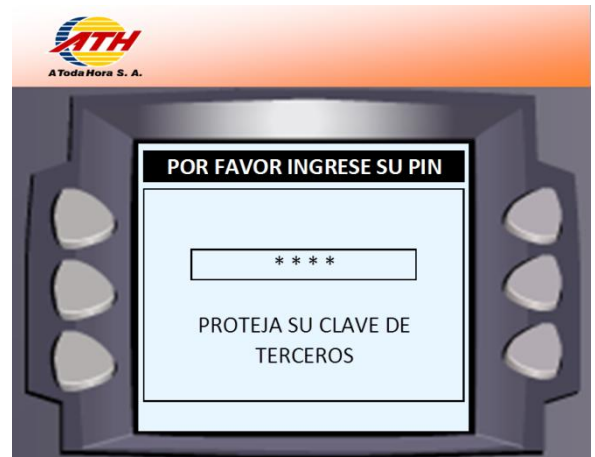 ATH
A Toda Hora S. A.
POR FAVOR INGRESE SU PIN
* * * *
PROTEJA SU CLAVE DE
TERCEROS